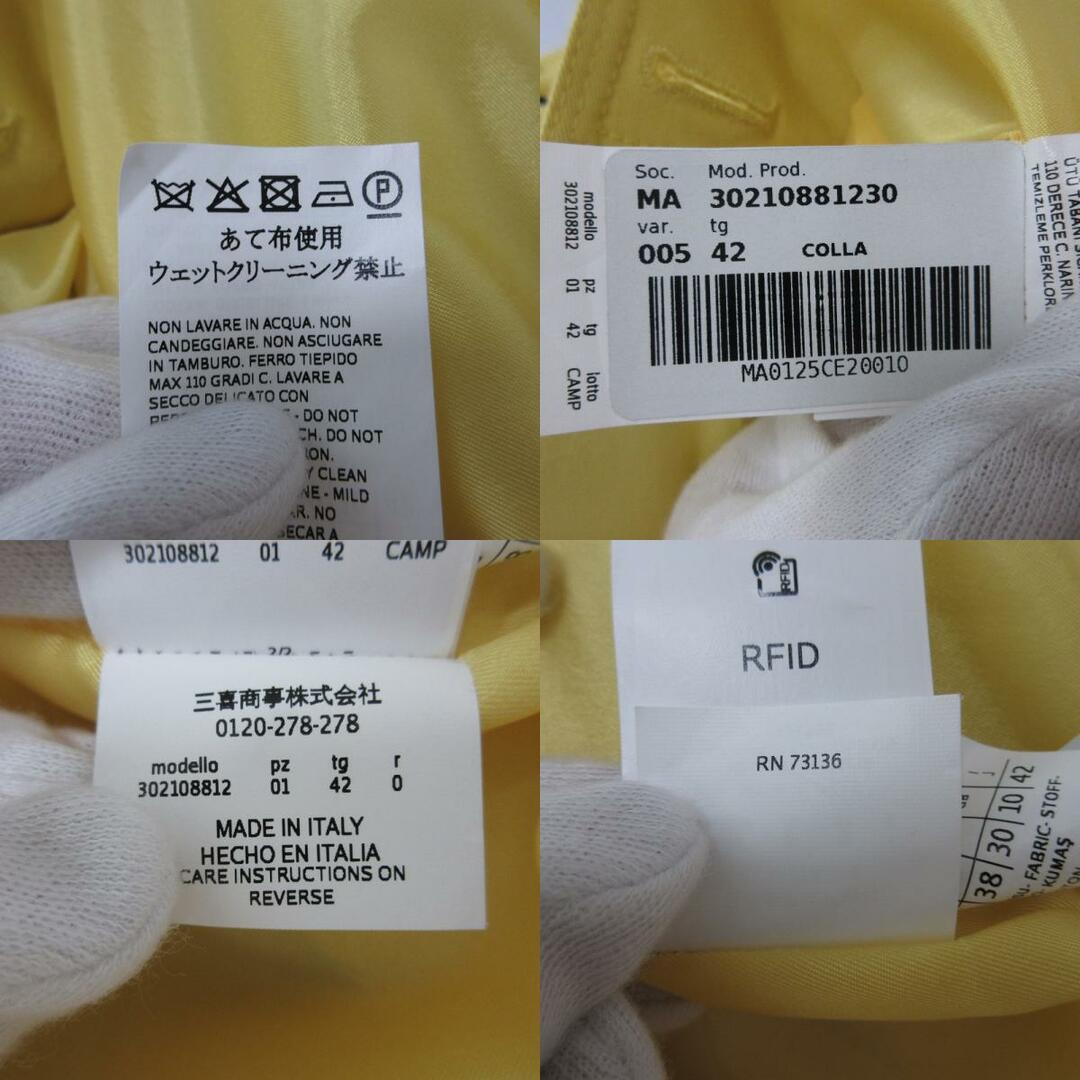 あて布使用
ウェットクリーニング禁止
NON LAVARE IN ACQUA. NON
CANDEGGIARE. NON ASCIUGARE
IN TAMBURO. FERRO TIEPIDO
MAX 110 GRADI C. LAVARE A
SECCO DELICATO CON
- DO NOT
DO NOT
CLEAN
- MILD
NO
Soc. Mod. Prod.
MA 30210881230
var. tg
005 42 COLLA
MA0125CE20010
modello pz tg lotto
302108812 01 42 CAMP
110 DERECE C. NARIN
TEMIZLEME PERKLOR
302108812 01 42 CAMP
三喜商事株式会社
0120-278-278
modello pz tg r
302108812 01 42 0
MADE IN ITALY
HECHO EN ITALIA
CARE INSTRUCTIONS ON
REVERSE
RFID
RFID
RN 73136
38 30 10 42
FABRIC- STOFF-
KUMAŞ